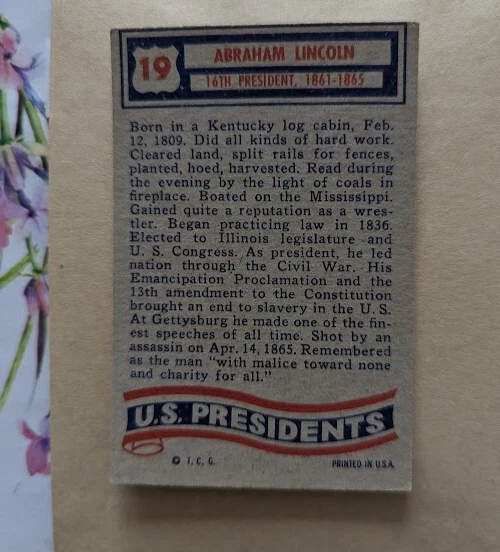 19
ABRAHAM LINCOLN
16TH PRESIDENT, 1861-1865
Born in a Kentucky log cabin, Feb.
12, 1809. Did all kinds of hard work.
Cleared land, split rails for fences,
planted, hoed, harvested. Read during
the evening by the light of coals in
fireplace. Boated on the Mississippi.
Gained quite a reputation as a wres-
tler. Began practicing law in 1836.
Elected to Illinois legislature and
U. S. Congress. As president, he led
nation through the Civil War. His
Emancipation Proclamation and the
13th amendment to the Constitution
brought an end to slavery in the U. S.
At Gettysburg he made one of the fin-
est speeches of all time. Shot by an
assassin on Apr. 14, 1865. Remembered
as the man "with malice toward none
and charity for all."
U.S. PRESIDENTS
© T. C. G. PRINTED IN U.S.A.